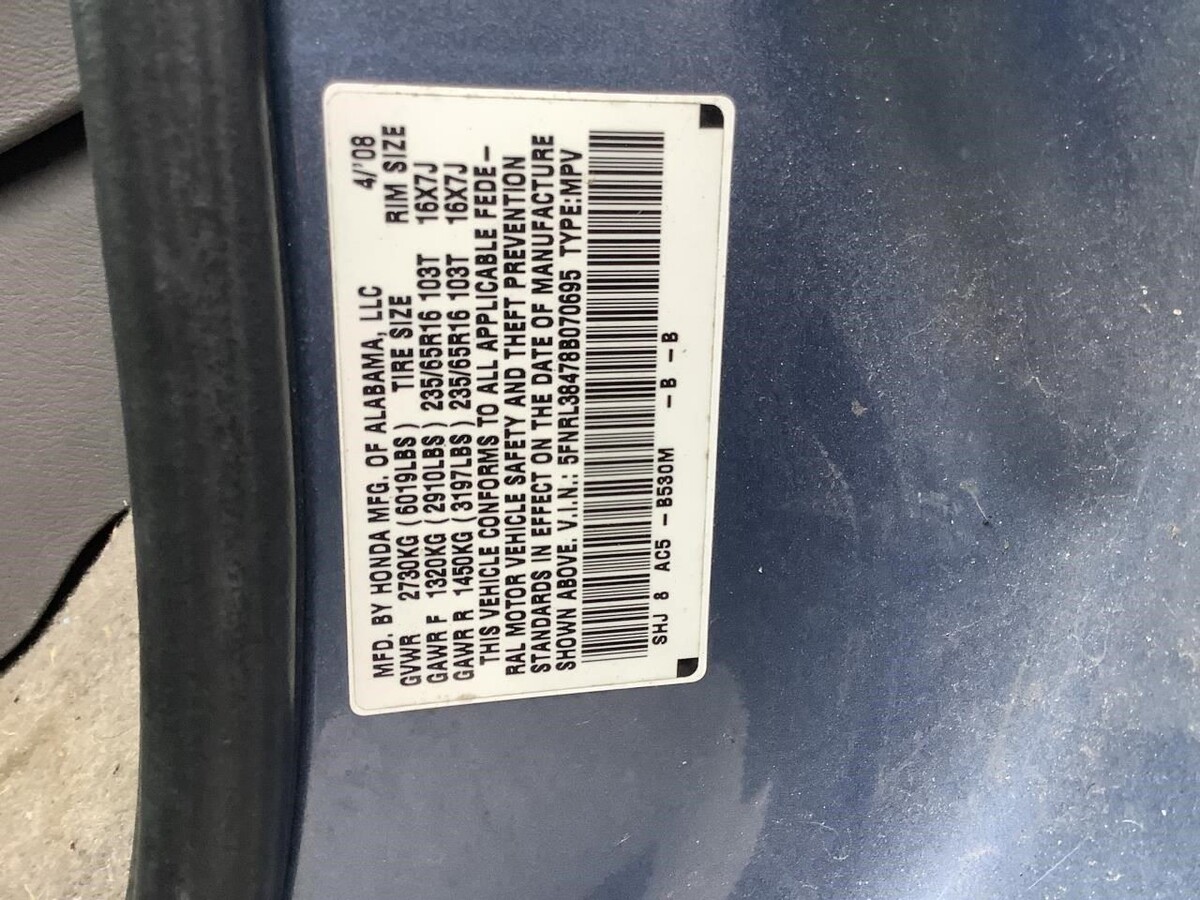 MFD. BY HONDA MFG. OF ALABAMA, LLC 4/'08
GVWR 2730KG (6019LBS) TIRE SIZE RIM SIZE
GAWR F 1320KG (2910LBS) 235/65R16 103T 16X7J
GAWR R 1450KG (3197LBS) 235/65R16 103T 16X7J
THIS VEHICLE CONFORMS TO ALL APPLICABLE FEDE-
RAL MOTOR VEHICLE SAFETY AND THEFT PREVENTION
STANDARDS IN EFFECT ON THE DATE OF MANUFACTURE
SHOWN ABOVE. V.I.N.: 5FNRL38478B070695 TYPE:MPV
SHJ 8 AC5 -B530M -B -B